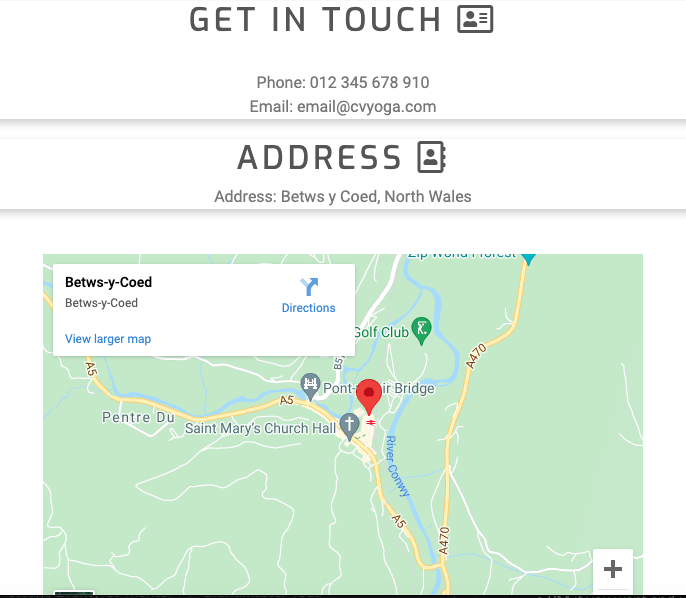 GET IN TOUCH
Phone: 012 345 678 910
Email: email@cvyoga.com
ADDRESS
Address: Betws y Coed, North Wales
Zip World Forest
Betws-y-Coed
Betws-y-Coed
Directions
View larger map
Golf Club
B5
A470
A5
Bridge
A5
Pentre Du
Saint Mary's Church Hall
River Conwy
A5
A470
+